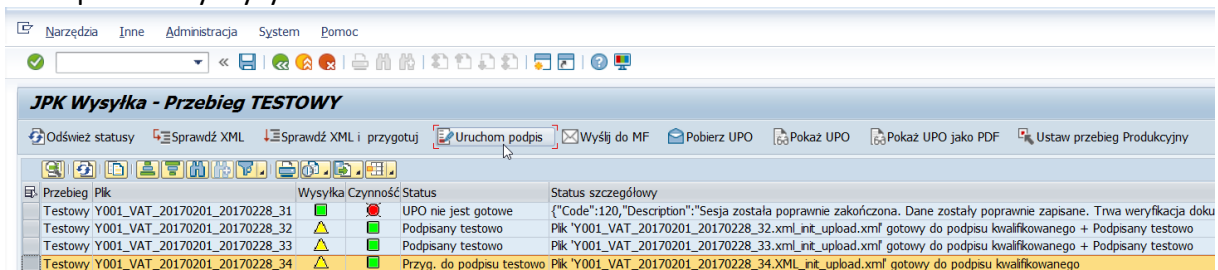 Narzędzia Inne Administracja System Pomoc
JPK Wysyłka - Przebieg TESTOWY
Odśwież statusy Sprawdź XML Sprawdź XML i przygotuj Uruchom podpis Wyślij do MF Pobierz UPO Pokaż UPO Pokaż UPO jako PDF Ustaw przebieg Produkcyjny
Przebieg Plik Wysyłka Czynność Status Status szczegółowy
Testowy Y001_VAT_20170201_20170228_31 UPO nie jest gotowe {"Code":120,"Description":"Sesja została poprawnie zakończona. Dane zostały poprawnie zapisane. Trwa weryfikacja doku
Testowy Y001_VAT_20170201_20170228_32 Podpisany testowo Plik 'Y001_VAT_20170201_20170228_32.xml_init_upload.xml' gotowy do podpisu kwalifikowanego + Podpisany testowo
Testowy Y001_VAT_20170201_20170228_33 Podpisany testowo Plik 'Y001_VAT_20170201_20170228_33.xml_init_upload.xml' gotowy do podpisu kwalifikowanego + Podpisany testowo
Testowy Y001_VAT_20170201_20170228_34 Przyg. do podpisu testowo Plik 'Y001_VAT_20170201_20170228_34.XML_init_upload.xml' gotowy do podpisu kwalifikowanego